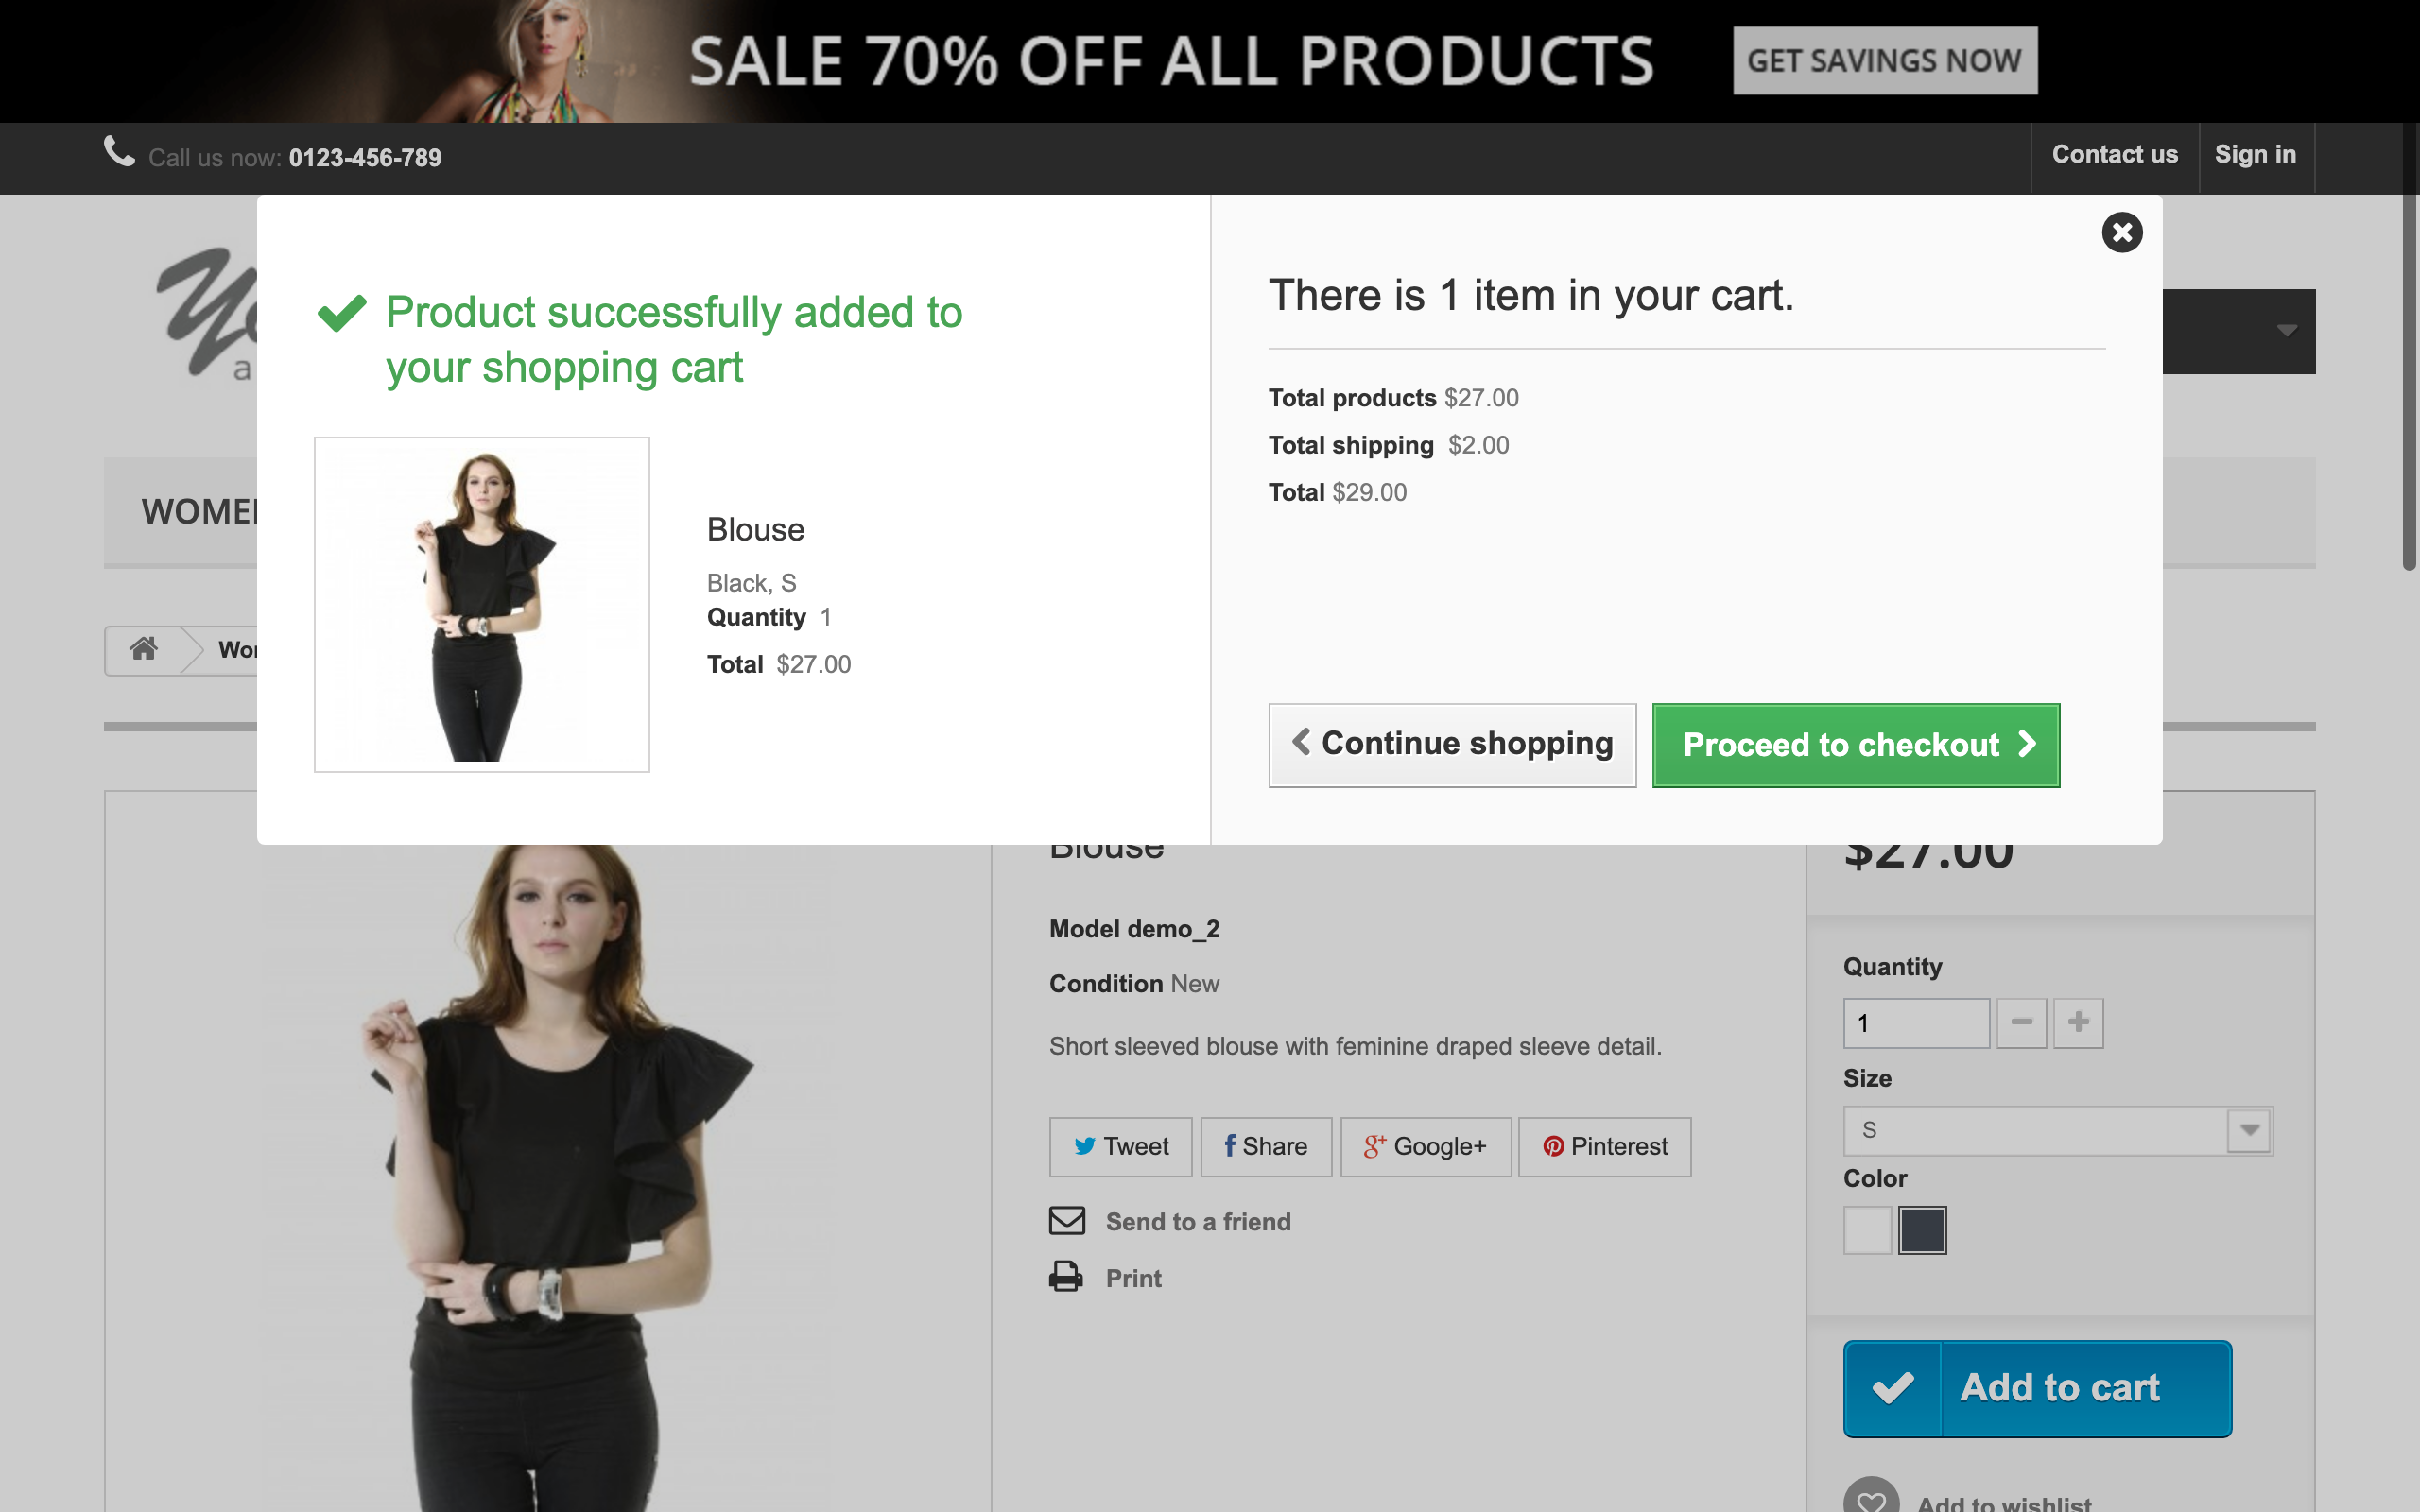 SALE 70% OFF ALL PRODUCTS
GET SAVINGS NOW
Call us now: 0123-456-789
Contact us
Sign in
Product successfully added to
your shopping cart
Blouse
Black, S
Quantity 1
Total $27.00
There is 1 item in your cart.
Total products $27.00
Total shipping $2.00
Total $29.00
Continue shopping
Proceed to checkout
Blouse
Model demo_2
Condition New
Short sleeved blouse with feminine draped sleeve detail.
Tweet
Share
Google+
Pinterest
Send to a friend
Print
$27.00
Quantity
1
Size
S
Color
Add to cart
Add to wishlist